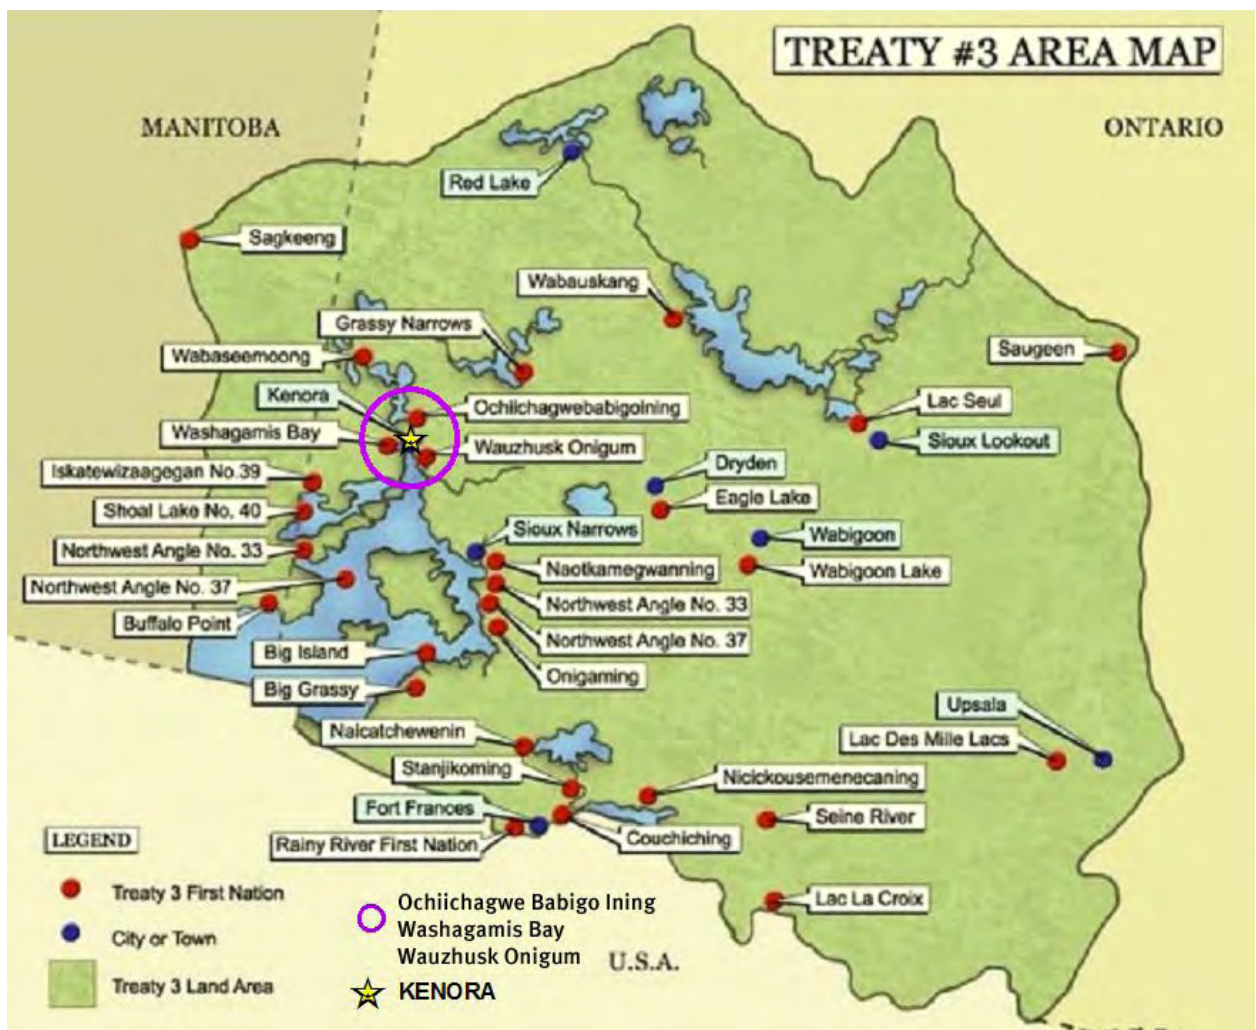 TREATY #3 AREA MAP
MANITOBA
ONTARIO
Red Lake
Sagkeeng
Wabauskang
Grassy Narrows
Wabaseemoong
Saugeen
Kenora
Ochiichagwebabigoining
Lac Seul
Washagamis Bay
Wauzhusk Onigum
Sioux Lookout
Iskatewizaagegan No.39
Dryden
Eagle Lake
Shoal Lake No. 40
Sioux Narrows
Wabigoon
Northwest Angle No. 33
Naotkamegwanning
Wabigoon Lake
Northwest Angle No. 37
Northwest Angle No. 33
Buffalo Point
Northwest Angle No. 37
Big Island
Onigaming
Big Grassy
Upsala
Naicatchewenin
Lac Des Mille Lacs
Stanjikoming
Nicickousemenecaning
Fort Frances
Seine River
Rainy River First Nation
Couchiching
Lac La Croix
LEGEND
Treaty 3 First Nation
City or Town
Treaty 3 Land Area
Ochiichagwe Babigo Ining
Washagamis Bay
Wauzhusk Onigum
KENORA
U.S.A.